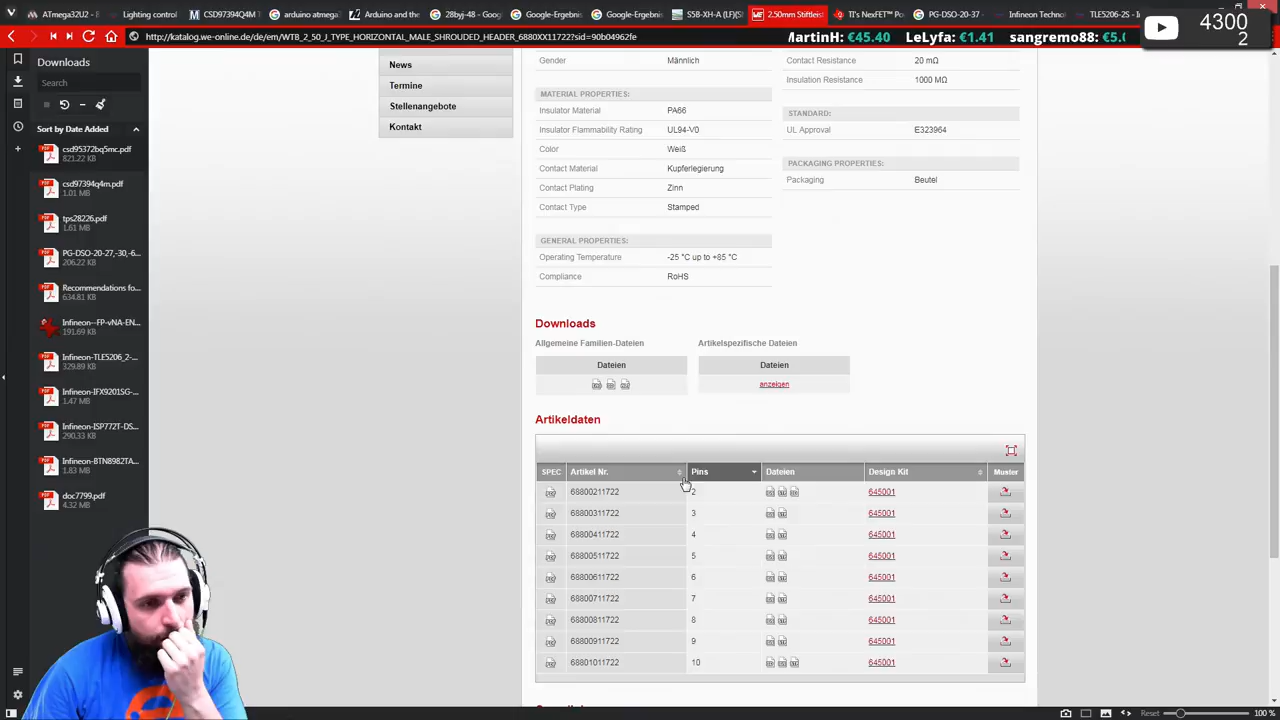 ATmega32U2
Lighting control
CSD97394Q4M
arduino atmega3
Arduino and the
28byj-48
Google-Ergebnis
Google-Ergebnis
S5B-XH-A (LF)(S
2.50mm Stiftleist
TI's NexFET™ Po
PG-DSO-20-37
Infineon Techno
TLE5206-2S - In
http://katalog.we-online.de/de/em/WTB_2_50_J_TYPE_HORIZONTAL_MALE_SHROUDED_HEADER_6880XX11722?sid=90b04962fe
MartinH: €45.40 LeLyfa: €1.41 sangremo88: €5.0
4300
2
Downloads
Search
Sort by Date Added
csd95372bq5mc.pdf
821.22 KB
csd97394q4m.pdf
1.01 MB
tps28226.pdf
1.61 MB
PG-DSO-20-27,-30,-6...
206.22 KB
Recommendations fo...
634.81 KB
Infineon--FP-vNA-EN...
191.69 KB
Infineon-TLE5206_2-...
329.89 KB
Infineon-IFX9201SG-...
1.47 MB
Infineon-ISP772T-DS...
290.33 KB
Infineon-BTN8982TA...
1.83 MB
doc7799.pdf
4.32 MB
News
Termine
Stellenangebote
Kontakt
Gender Männlich
MATERIAL PROPERTIES:
Insulator Material PA66
Insulator Flammability Rating UL94-V0
Color Weiß
Contact Material Kupferlegierung
Contact Plating Zinn
Contact Type Stamped
GENERAL PROPERTIES:
Operating Temperature -25 °C up to +85 °C
Compliance RoHS
Contact Resistance 20 mΩ
Insulation Resistance 1000 MΩ
STANDARD:
UL Approval E323964
PACKAGING PROPERTIES:
Packaging Beutel
Downloads
Allgemeine Familien-Dateien
Artikelspezifische Dateien
Dateien
Dateien
anzeigen
Artikeldaten
SPEC Artikel Nr. Pins Dateien Design Kit Muster
68800211722 2 645001
68800311722 3 645001
68800411722 4 645001
68800511722 5 645001
68800611722 6 645001
68800711722 7 645001
68800811722 8 645001
68800911722 9 645001
68801011722 10 645001
Reset
100 %